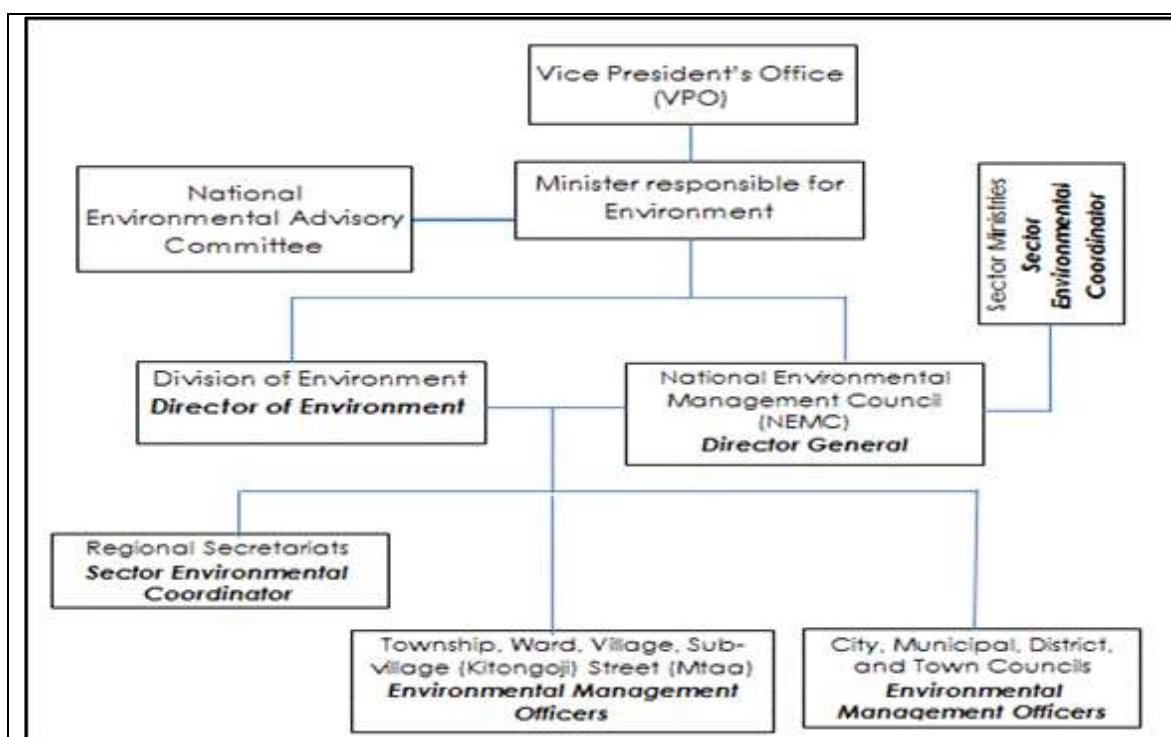 Vice President's Office
(VPO)
National
Environmental Advisory
Committee
Minister responsible for
Environment
Sector Ministries
Sector
Environmental
Coordinator
Division of Environment
Director of Environment
National Environmental
Management Council
(NEMC)
Director General
Regional Secretariats
Sector Environmental
Coordinator
Township, Ward, Village, Sub-
village (Kitongoji) Street (Mtaa)
Environmental Management
Officers
City, Municipal, District,
and Town Councils
Environmental
Management Officers